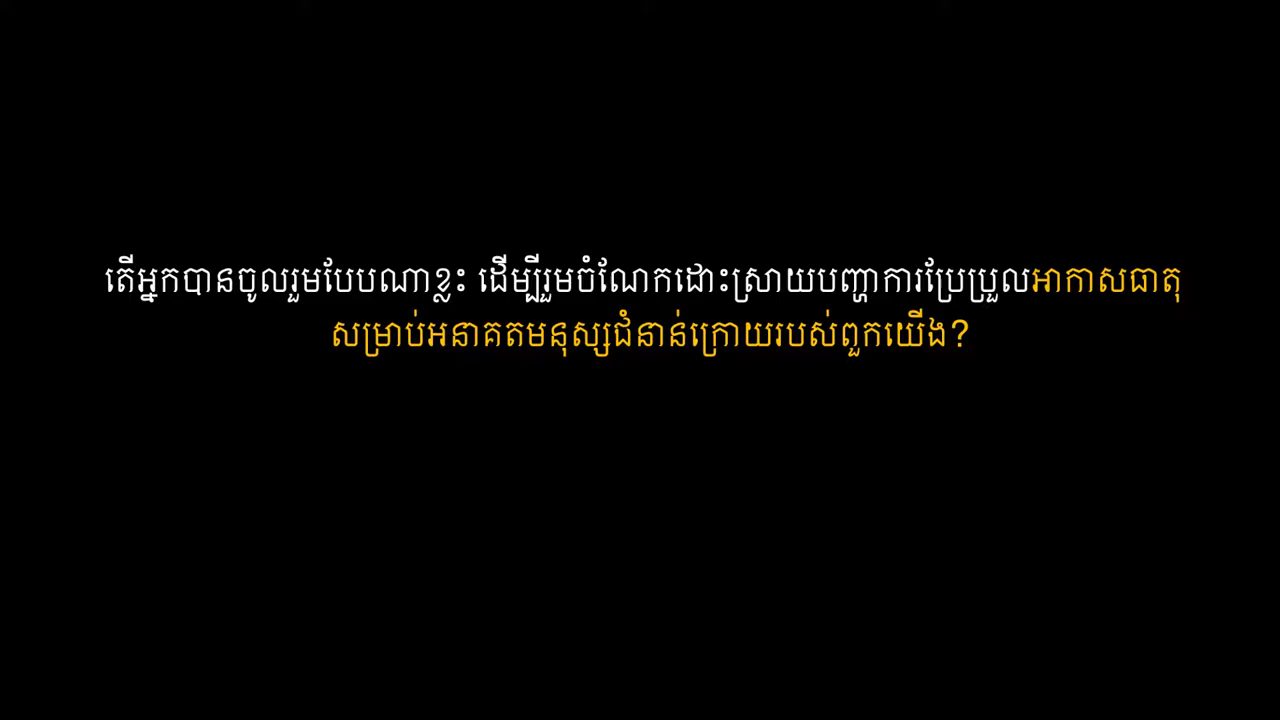 តើអ្នកបានចូលរួមបែបណាខ្លះ ដើម្បីរួមចំណែកដោះស្រាយបញ្ហាការប្រែប្រួលអាកាសធាតុ
សម្រាប់អនាគតមនុស្សជំនាន់ក្រោយរបស់ពួកយើង?